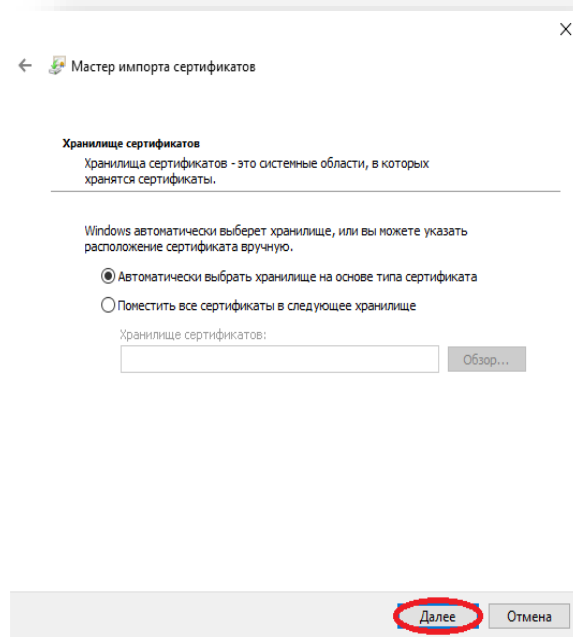 Мастер импорта сертификатов
Хранилище сертификатов
Хранилища сертификатов - это системные области, в которых
хранятся сертификаты.
Windows автоматически выберет хранилище, или вы можете указать
расположение сертификата вручную.
Автоматически выбрать хранилище на основе типа сертификата
Поместить все сертификаты в следующее хранилище
Хранилище сертификатов:
Обзор...
Далее Отмена